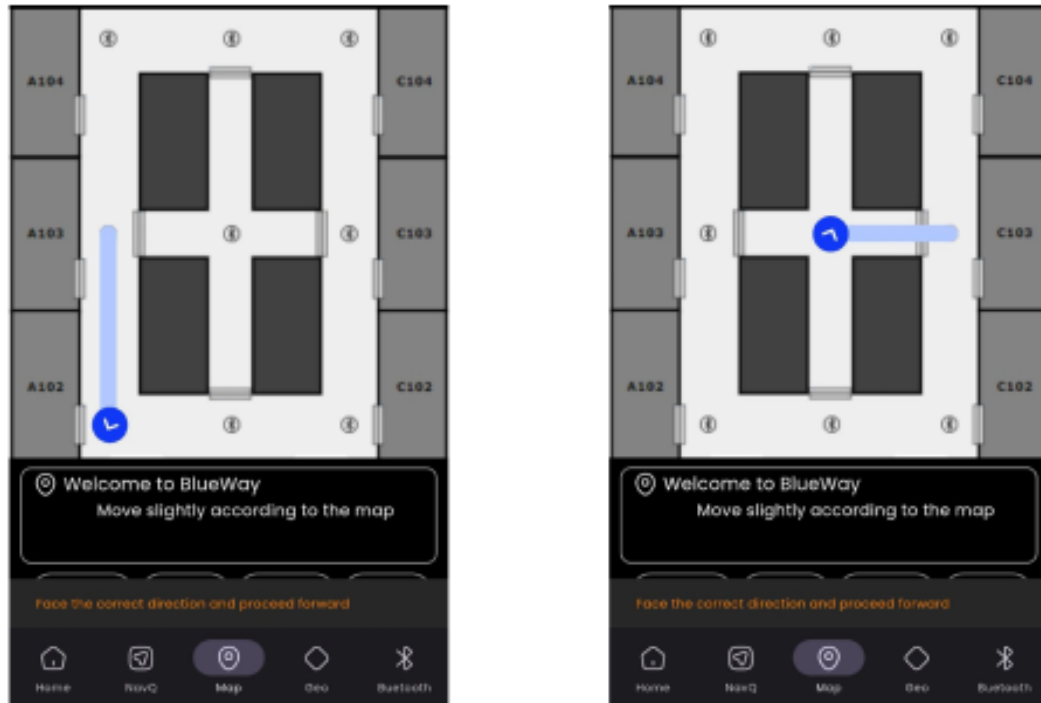 A104
C104
A103
C103
A102
C102
Welcome to BlueWay
Move slightly according to the map
Face the correct direction and proceed forward
Home
NavQ
Map
Geo
Buetooth
A104
C104
A103
C103
A102
C102
Welcome to BlueWay
Move slightly according to the map
Face the correct direction and proceed forward
Home
NavQ
Map
Geo
Buetooth